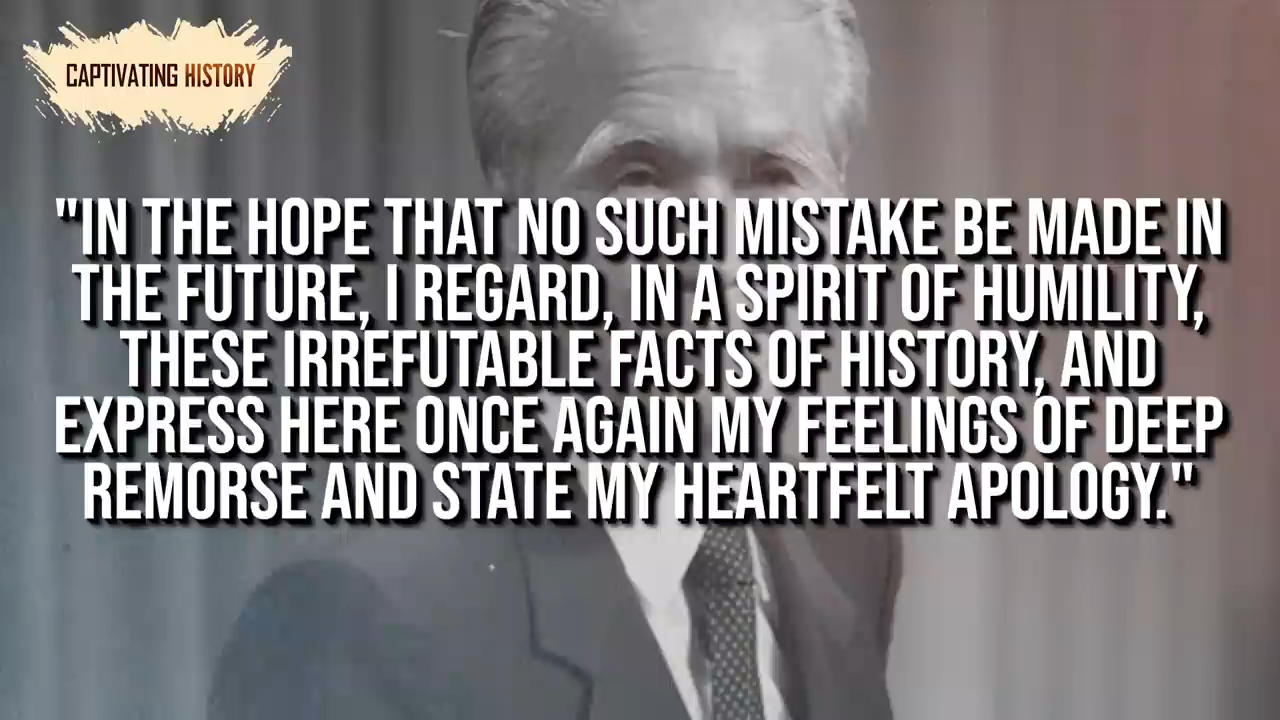 CAPTIVATING HISTORY
"IN THE HOPE THAT NO SUCH MISTAKE BE MADE IN
THE FUTURE, I REGARD, IN A SPIRIT OF HUMILITY,
THESE IRREFUTABLE FACTS OF HISTORY, AND
EXPRESS HERE ONCE AGAIN MY FEELINGS OF DEEP
REMORSE AND STATE MY HEARTFELT APOLOGY."